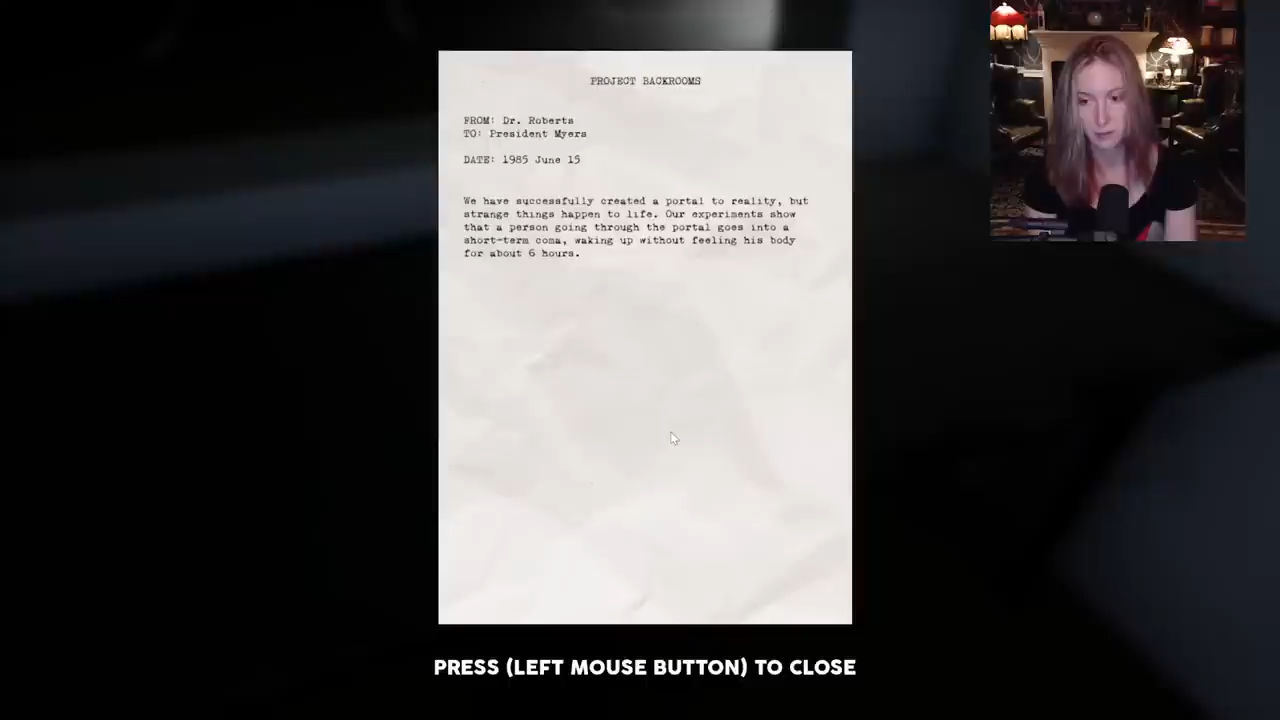 PROJECT BACKROOMS
FROM: Dr. Roberts
TO: President Myers
DATE: 1985 June 15
We have successfully created a portal to reality, but
strange things happen to life. Our experiments show
that a person going through the portal goes into a
short-term coma, waking up without feeling his body
for about 6 hours.
PRESS (LEFT MOUSE BUTTON) TO CLOSE